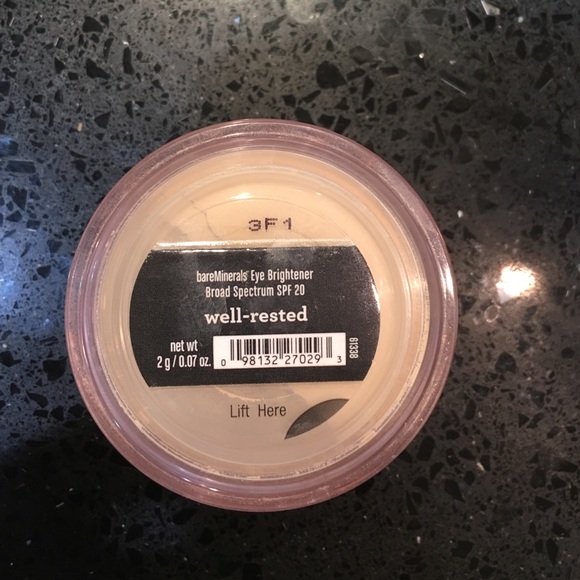 3F1
bareMinerals® Eye Brightener
Broad Spectrum SPF 20
well-rested
net wt
2 g / 0.07 oz.
0 98132 27029 3
61338
Lift Here